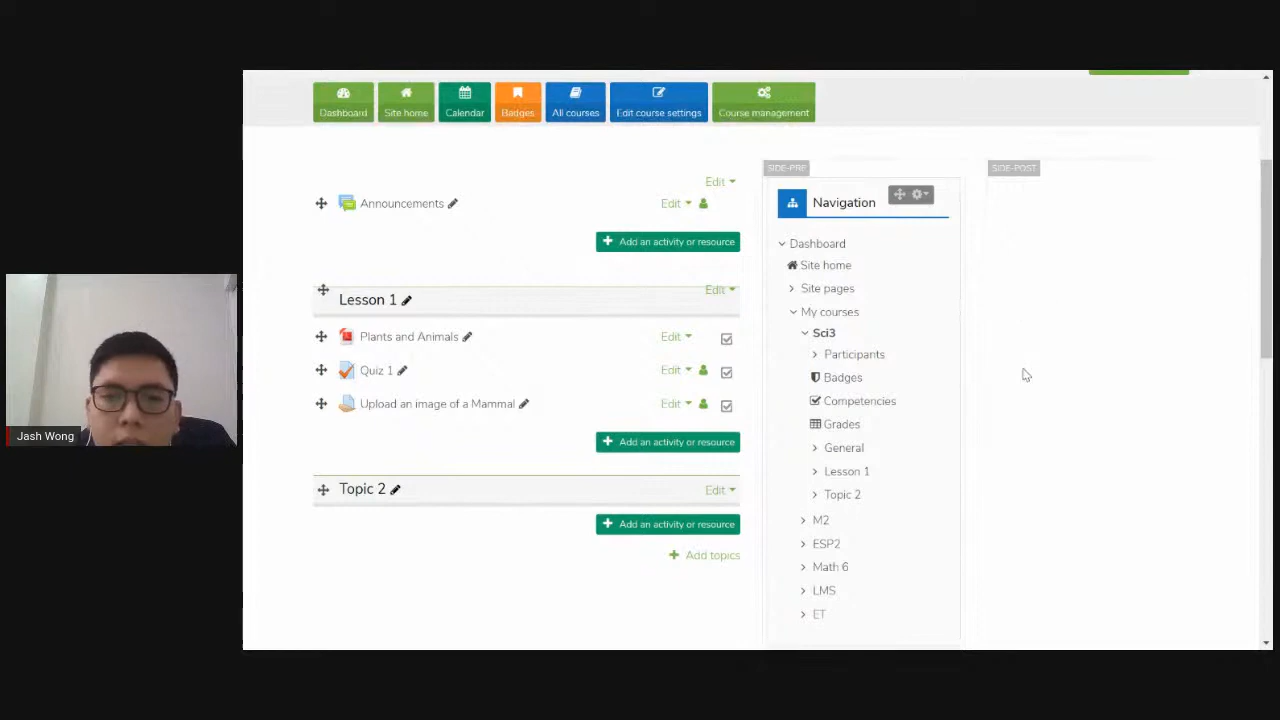 Dashboard
Site home
Calendar
Badges
All courses
Edit course settings
Course management
Edit
Announcements
Edit
Add an activity or resource
Lesson 1
Edit
Plants and Animals
Edit
Quiz 1
Edit
Upload an image of a Mammal
Edit
Add an activity or resource
Topic 2
Edit
Add an activity or resource
Add topics
SIDE-PRE
Navigation
Dashboard
Site home
Site pages
My courses
Sci3
Participants
Badges
Competencies
Grades
General
Lesson 1
Topic 2
M2
ESP2
Math 6
LMS
ET
SIDE-POST
Jash Wong